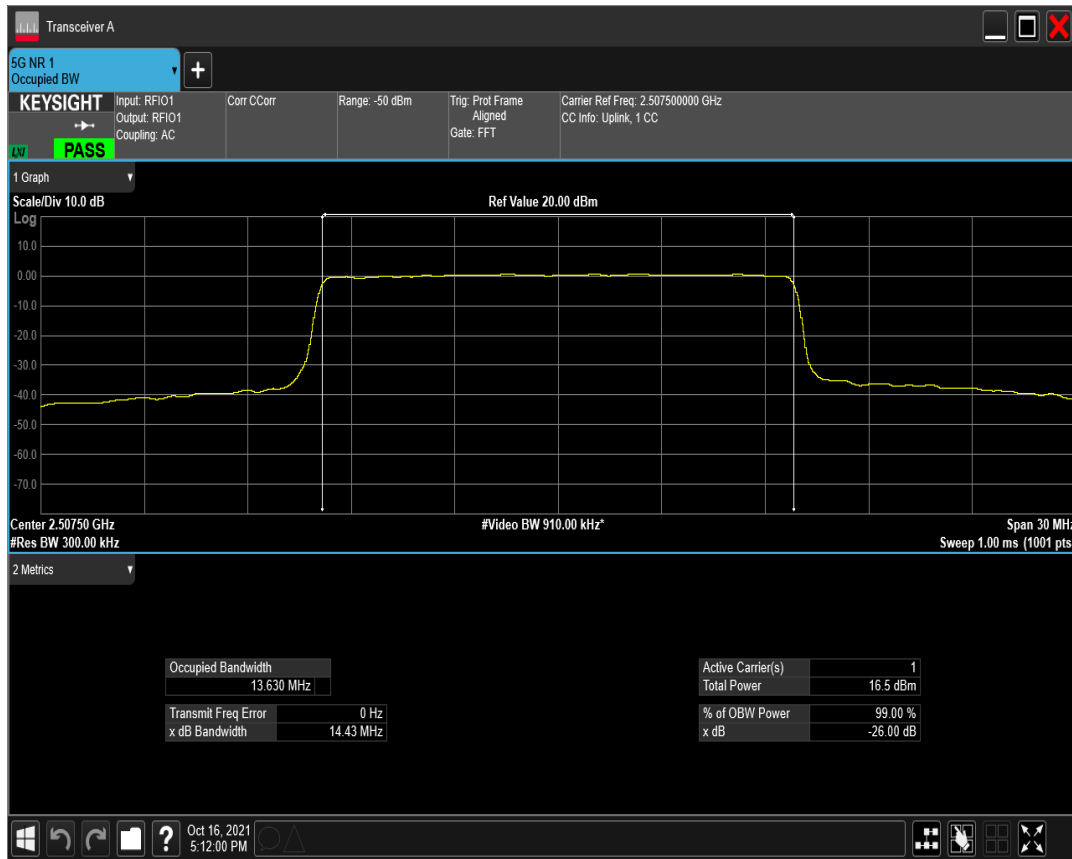 Transceiver A
5G NR 1
Occupied BW
+
KEYSIGHT
LXI
PASS
Input: RFIO1
Output: RFIO1
Coupling: AC
Corr CCorr
Range: -50 dBm
Trig: Prot Frame
Aligned
Gate: FFT
Carrier Ref Freq: 2.507500000 GHz
CC Info: Uplink, 1 CC
1 Graph
Scale/Div 10.0 dB
Ref Value 20.00 dBm
Log
10.0
0.00
-10.0
-20.0
-30.0
-40.0
-50.0
-60.0
-70.0
Center 2.50750 GHz
#Video BW 910.00 kHz*
Span 30 MHz
#Res BW 300.00 kHz
Sweep 1.00 ms (1001 pts
2 Metrics
Occupied Bandwidth
13.630 MHz
Transmit Freq Error 0 Hz
x dB Bandwidth 14.43 MHz
Active Carrier(s) 1
Total Power 16.5 dBm
% of OBW Power 99.00 %
x dB -26.00 dB
?
Oct 16, 2021
5:12:00 PM